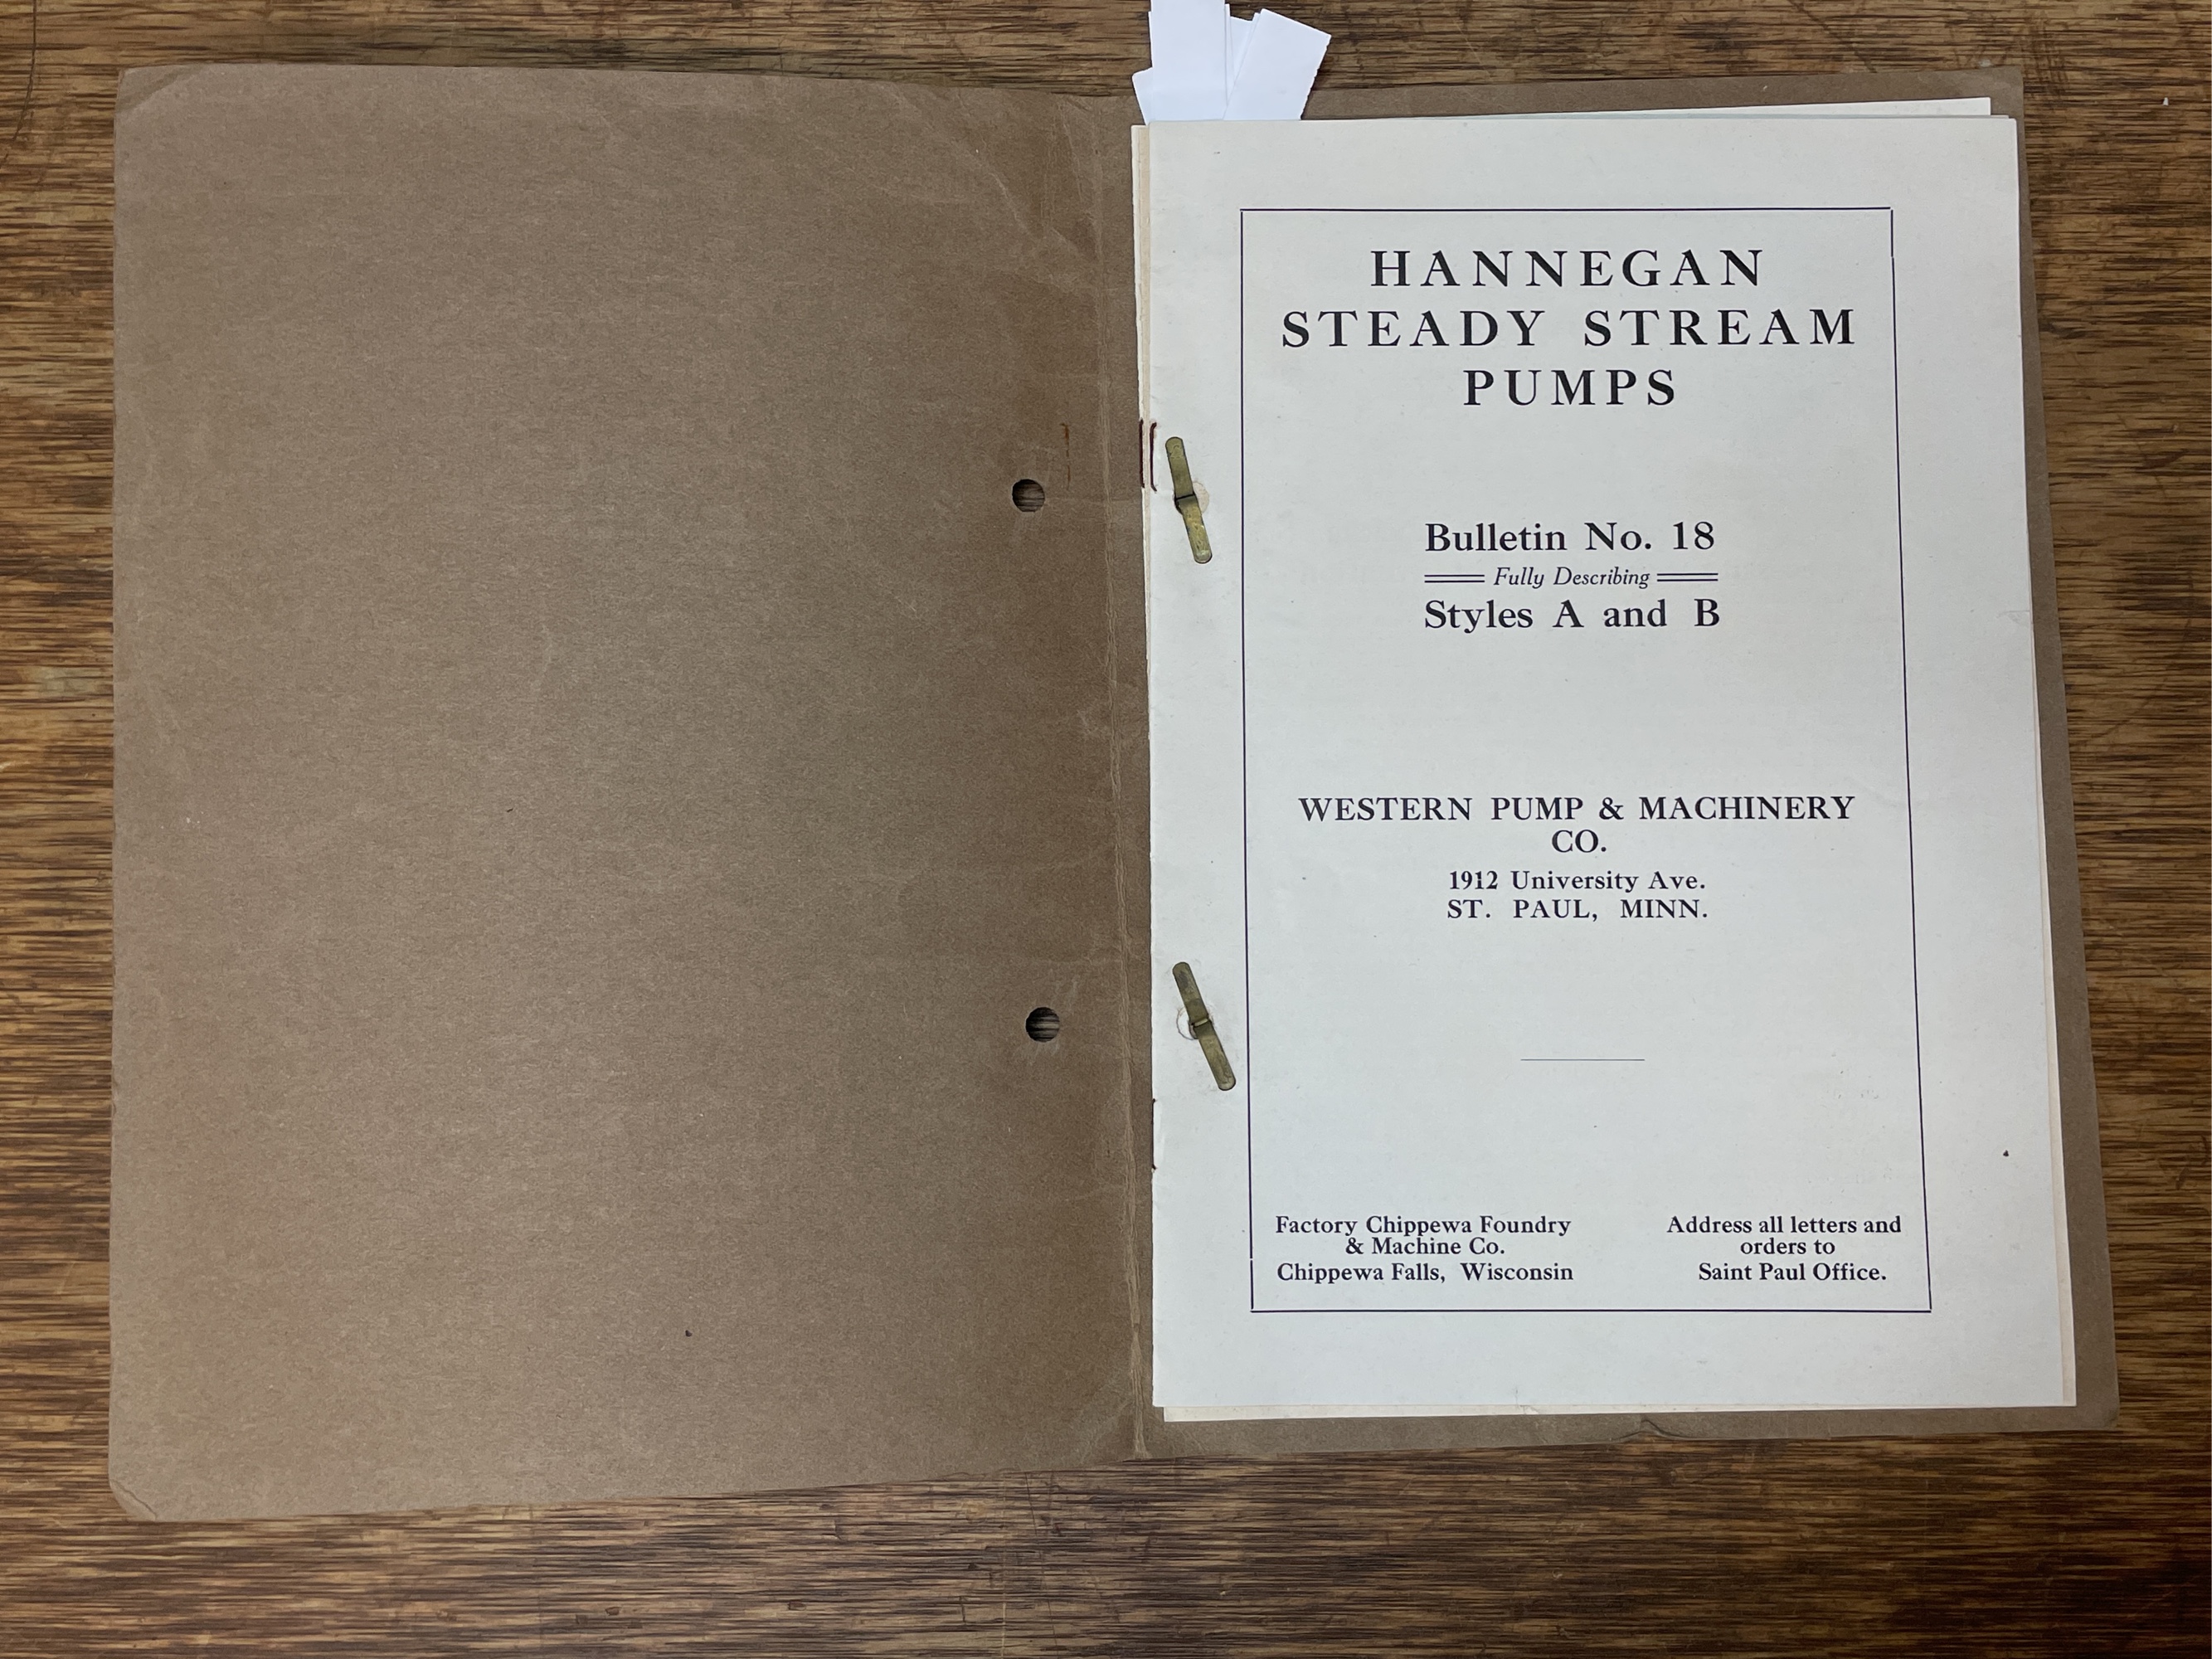 HANNEGAN
STEADY STREAM
PUMPS
Bulletin No. 18
Fully Describing
Styles A and B
WESTERN PUMP & MACHINERY
CO.
1912 University Ave.
ST. PAUL, MINN.
Factory Chippewa Foundry
& Machine Co.
Chippewa Falls, Wisconsin
Address all letters and
orders to
Saint Paul Office.